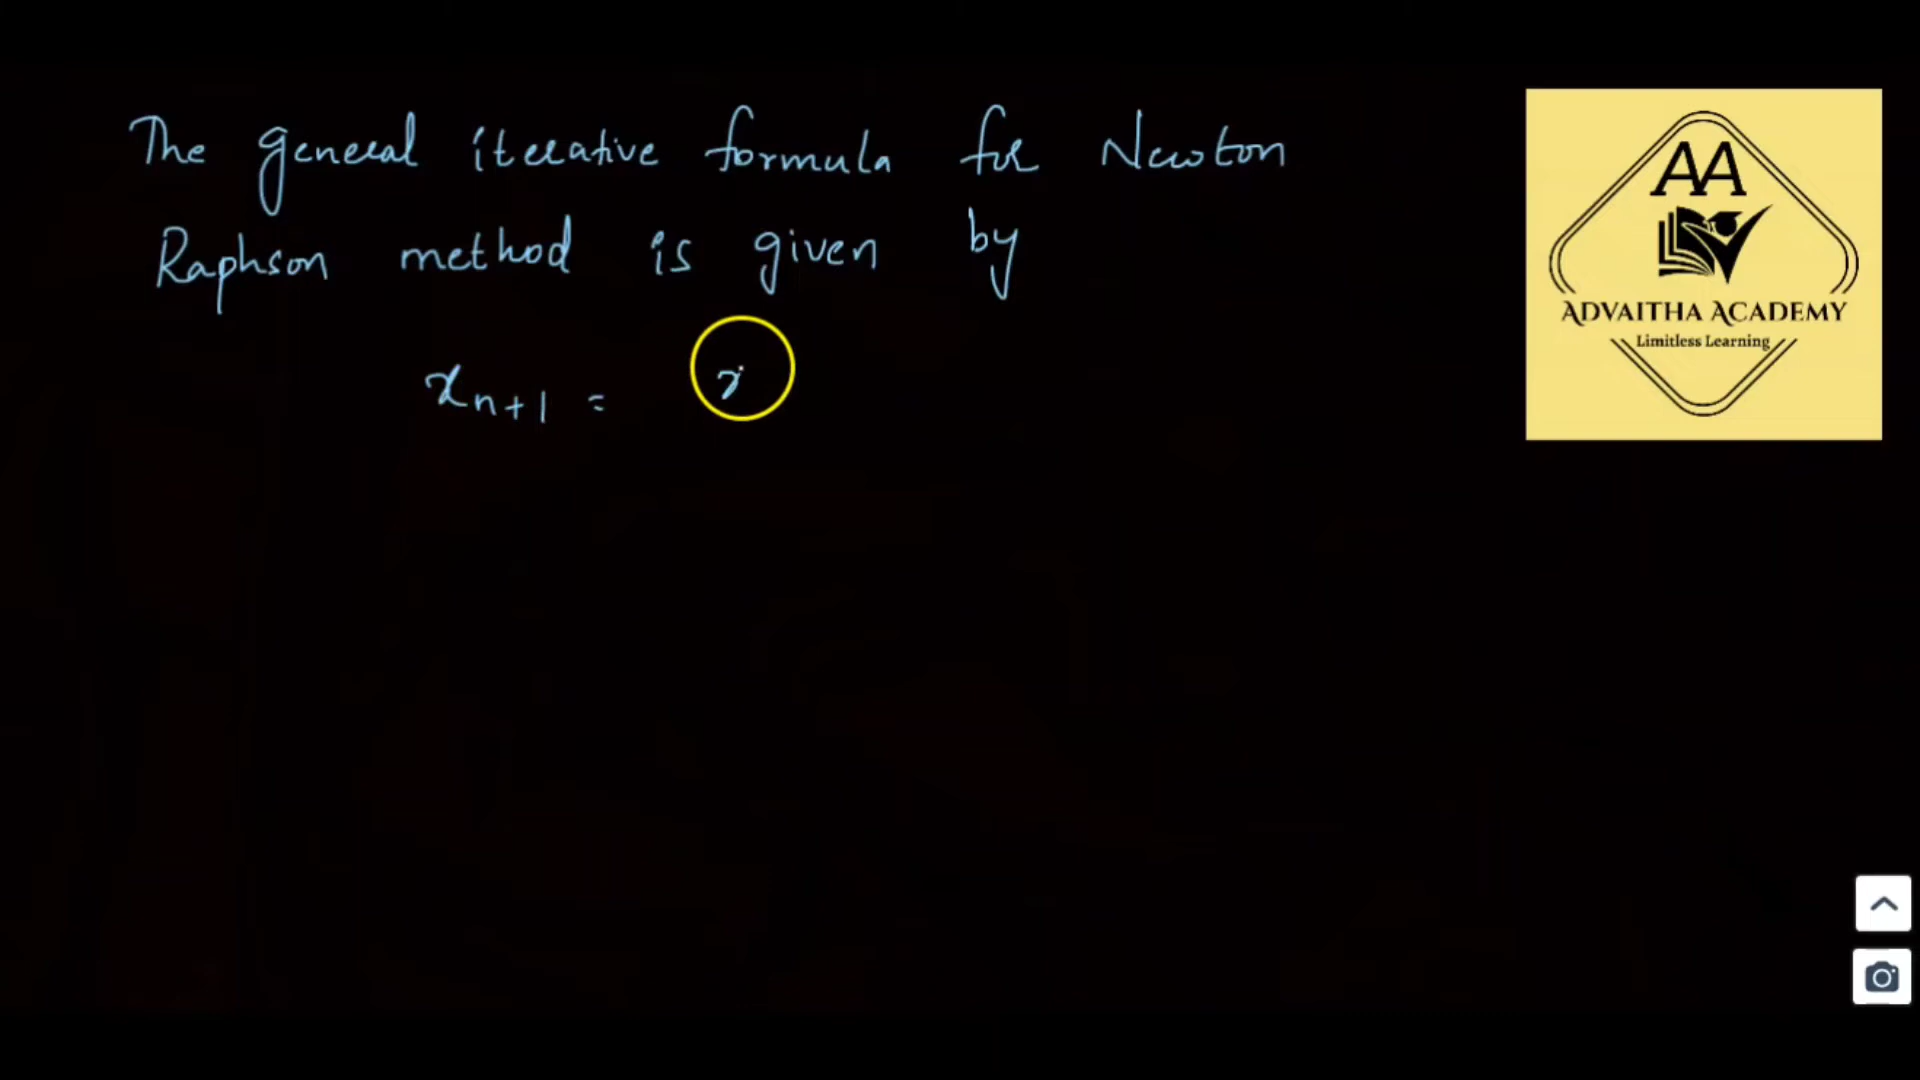 The general iterative formula for Newton
Raphson method is given by
xn+1 = x
AA
ADVAITHA ACADEMY
Limitless Learning